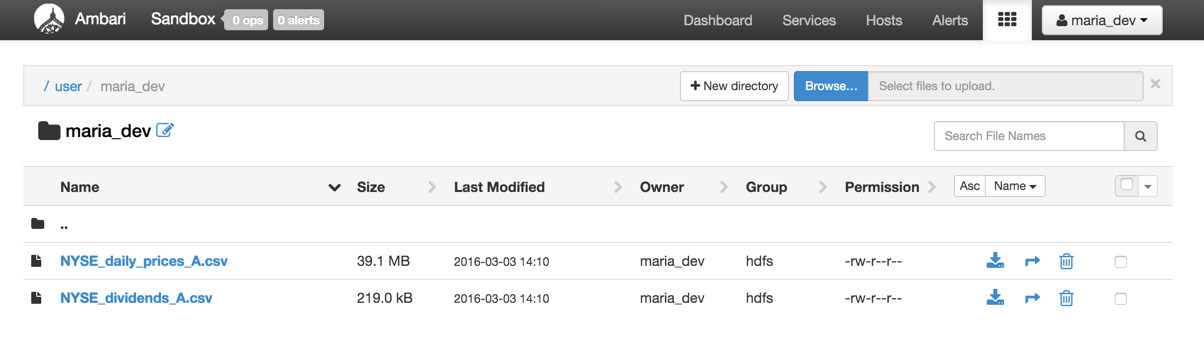 Ambari Sandbox 0 ops 0 alerts Dashboard Services Hosts Alerts maria_dev
/ user / maria_dev + New directory Browse... Select files to upload. ×
maria_dev
Search File Names
Name Size Last Modified Owner Group Permission Asc Name
..
NYSE_daily_prices_A.csv 39.1 MB 2016-03-03 14:10 maria_dev hdfs -rw-r--r--
NYSE_dividends_A.csv 219.0 kB 2016-03-03 14:10 maria_dev hdfs -rw-r--r--